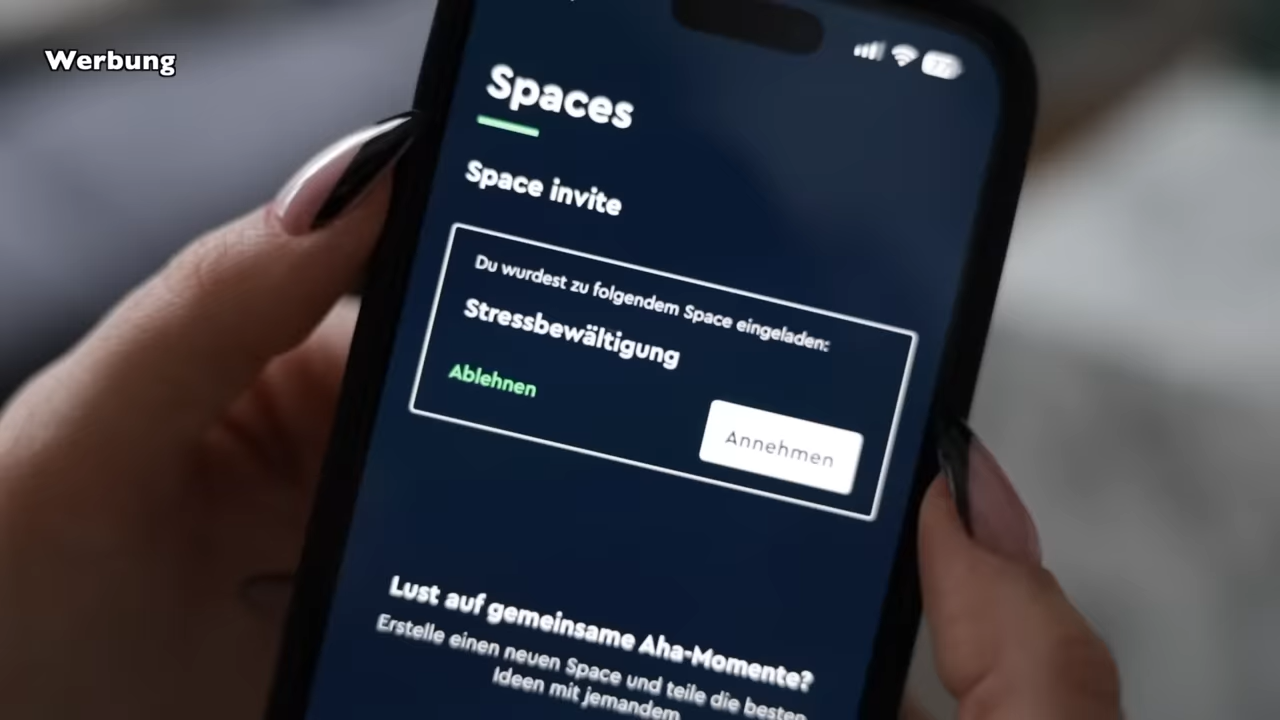 Werbung
77
Spaces
Space invite
Du wurdest zu folgendem Space eingeladen:
Stressbewältigung
Ablehnen
Annehmen
Lust auf gemeinsame Aha-Momente?
Erstelle einen neuen Space und teile die besten
Ideen mit jemandem